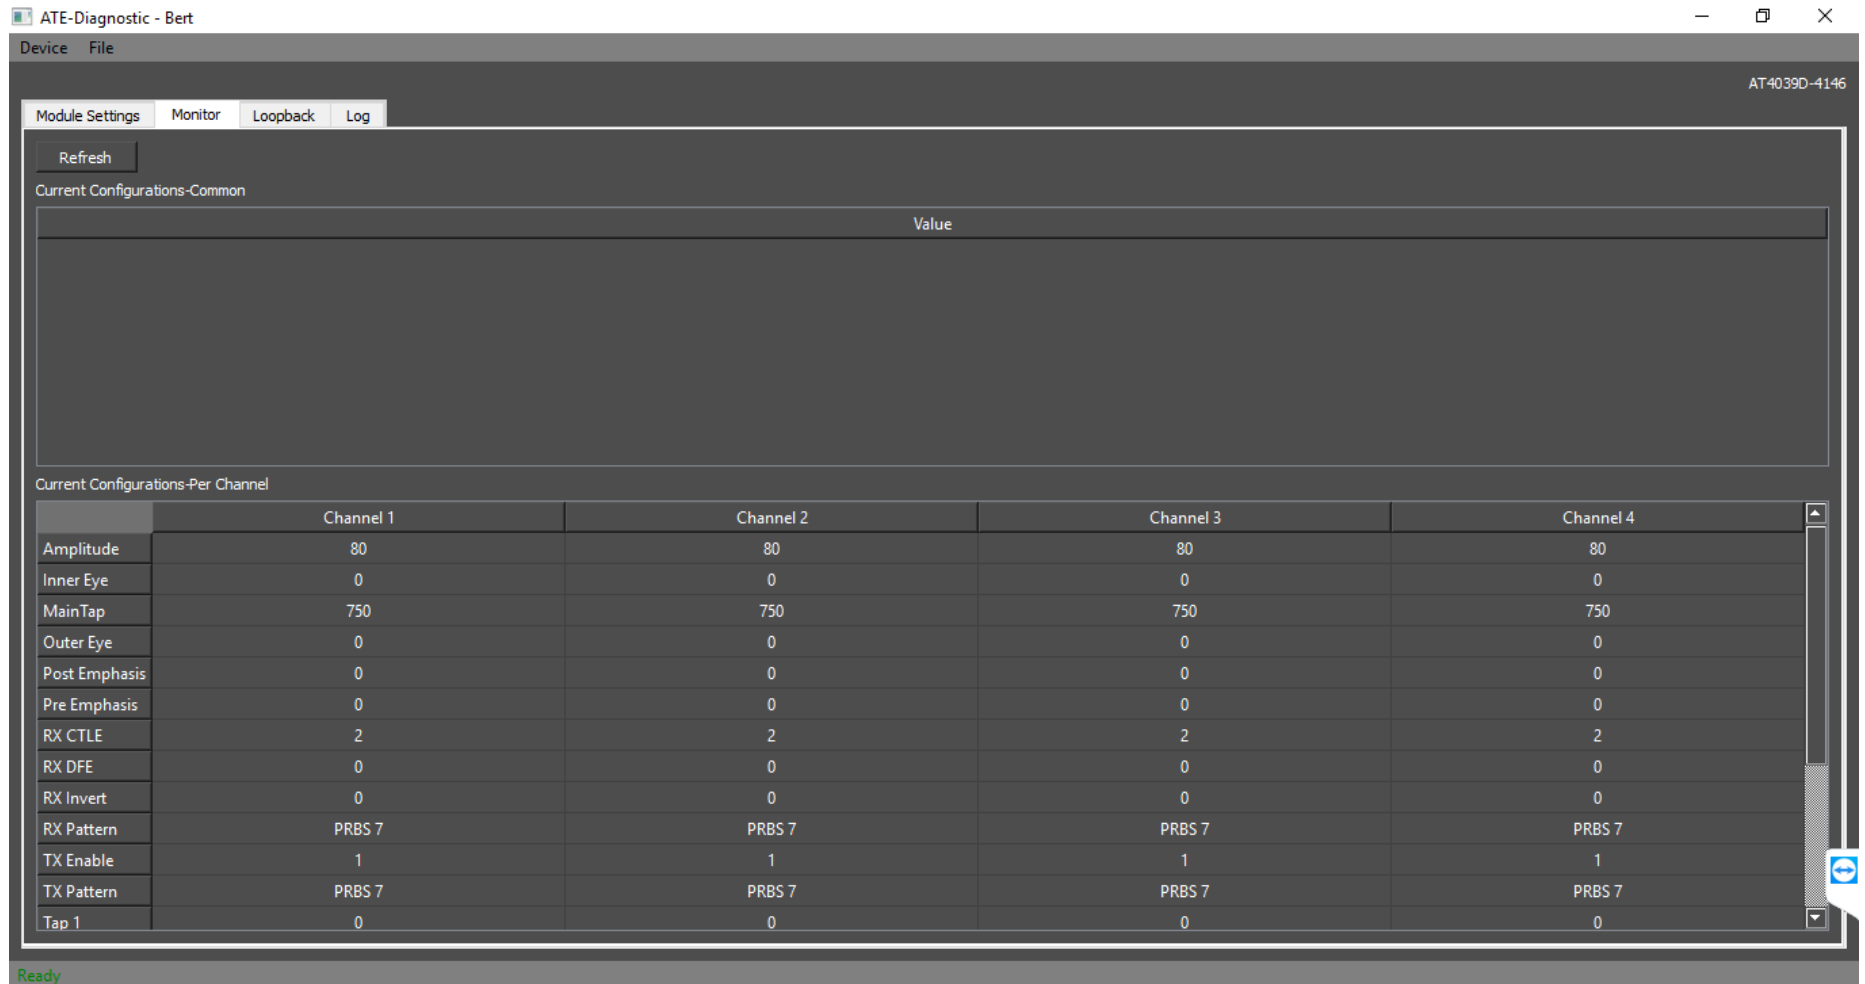 ATE-Diagnostic - Bert
Device File
AT4039D-4146
Module Settings Monitor Loopback Log
Refresh
Current Configurations-Common
Value
Current Configurations-Per Channel
Channel 1 Channel 2 Channel 3 Channel 4
Amplitude 80 80 80 80
Inner Eye 0 0 0 0
MainTap 750 750 750 750
Outer Eye 0 0 0 0
Post Emphasis 0 0 0 0
Pre Emphasis 0 0 0 0
RX CTLE 2 2 2 2
RX DFE 0 0 0 0
RX Invert 0 0 0 0
RX Pattern PRBS 7 PRBS 7 PRBS 7 PRBS 7
TX Enable 1 1 1 1
TX Pattern PRBS 7 PRBS 7 PRBS 7 PRBS 7
Tap 1 0 0 0 0
Ready